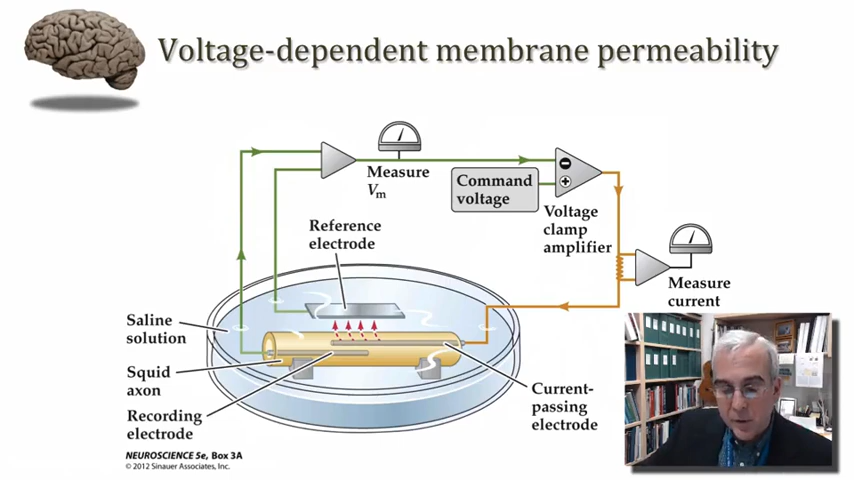 Voltage-dependent membrane permeability
Measure
Vm
Command
voltage
Voltage
clamp
amplifier
Reference
electrode
Measure
current
Saline
solution
Squid
axon
Recording
electrode
Current-
passing
electrode
NEUROSCIENCE 5e, Box 3A
© 2012 Sinauer Associates, Inc.